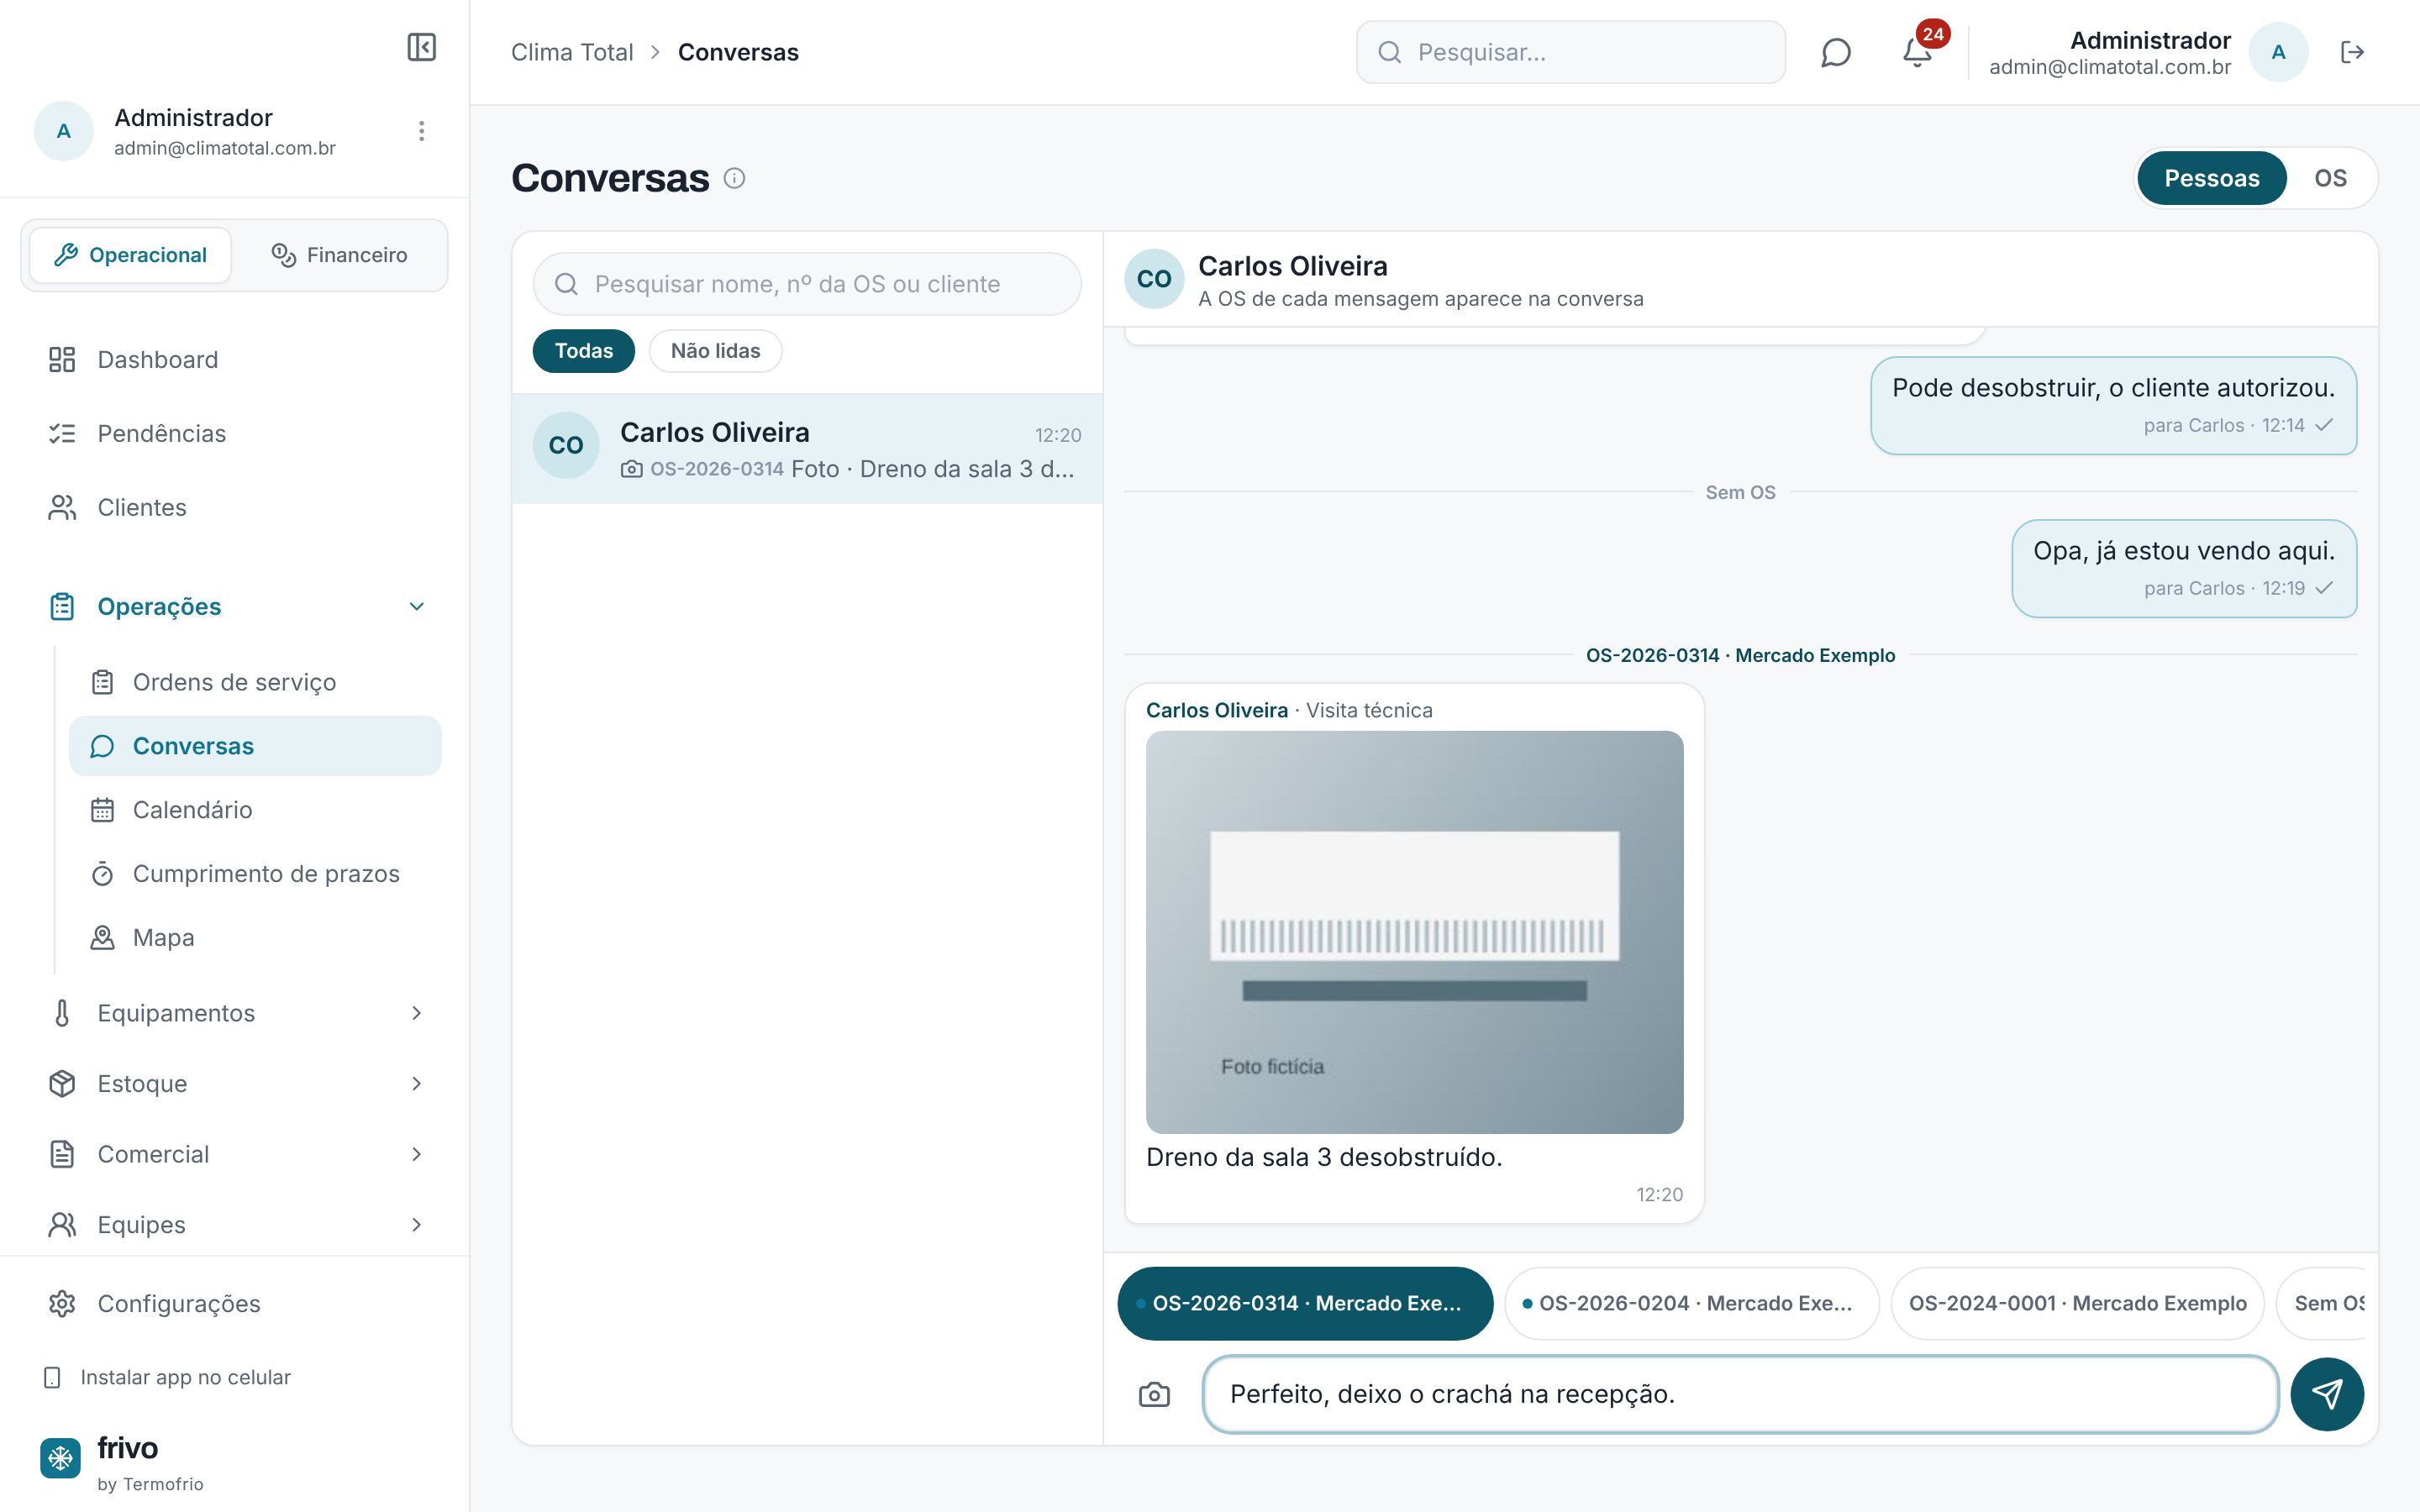 A
Administrador
admin@climatotal.com.br
Operacional
Financeiro
Dashboard
Pendências
Clientes
Operações
Ordens de serviço
Conversas
Calendário
Cumprimento de prazos
Mapa
Equipamentos
Estoque
Comercial
Equipes
Configurações
Instalar app no celular
frivo
by Termofrio
Clima Total
Conversas
Pesquisar...
24
Administrador
admin@climatotal.com.br
A
Conversas
Pessoas
OS
Pesquisar nome, nº da OS ou cliente
Todas
Não lidas
CO
Carlos Oliveira
12:20
OS-2026-0314 Foto · Dreno da sala 3 d...
CO
Carlos Oliveira
A OS de cada mensagem aparece na conversa
Pode desobstruir, o cliente autorizou.
para Carlos · 12:14
Sem OS
Opa, já estou vendo aqui.
para Carlos · 12:19
OS-2026-0314 · Mercado Exemplo
Carlos Oliveira · Visita técnica
Foto fictícia
Dreno da sala 3 desobstruído.
12:20
OS-2026-0314 · Mercado Exe...
OS-2026-0204 · Mercado Exe...
OS-2024-0001 · Mercado Exemplo
Sem OS
Perfeito, deixo o crachá na recepção.